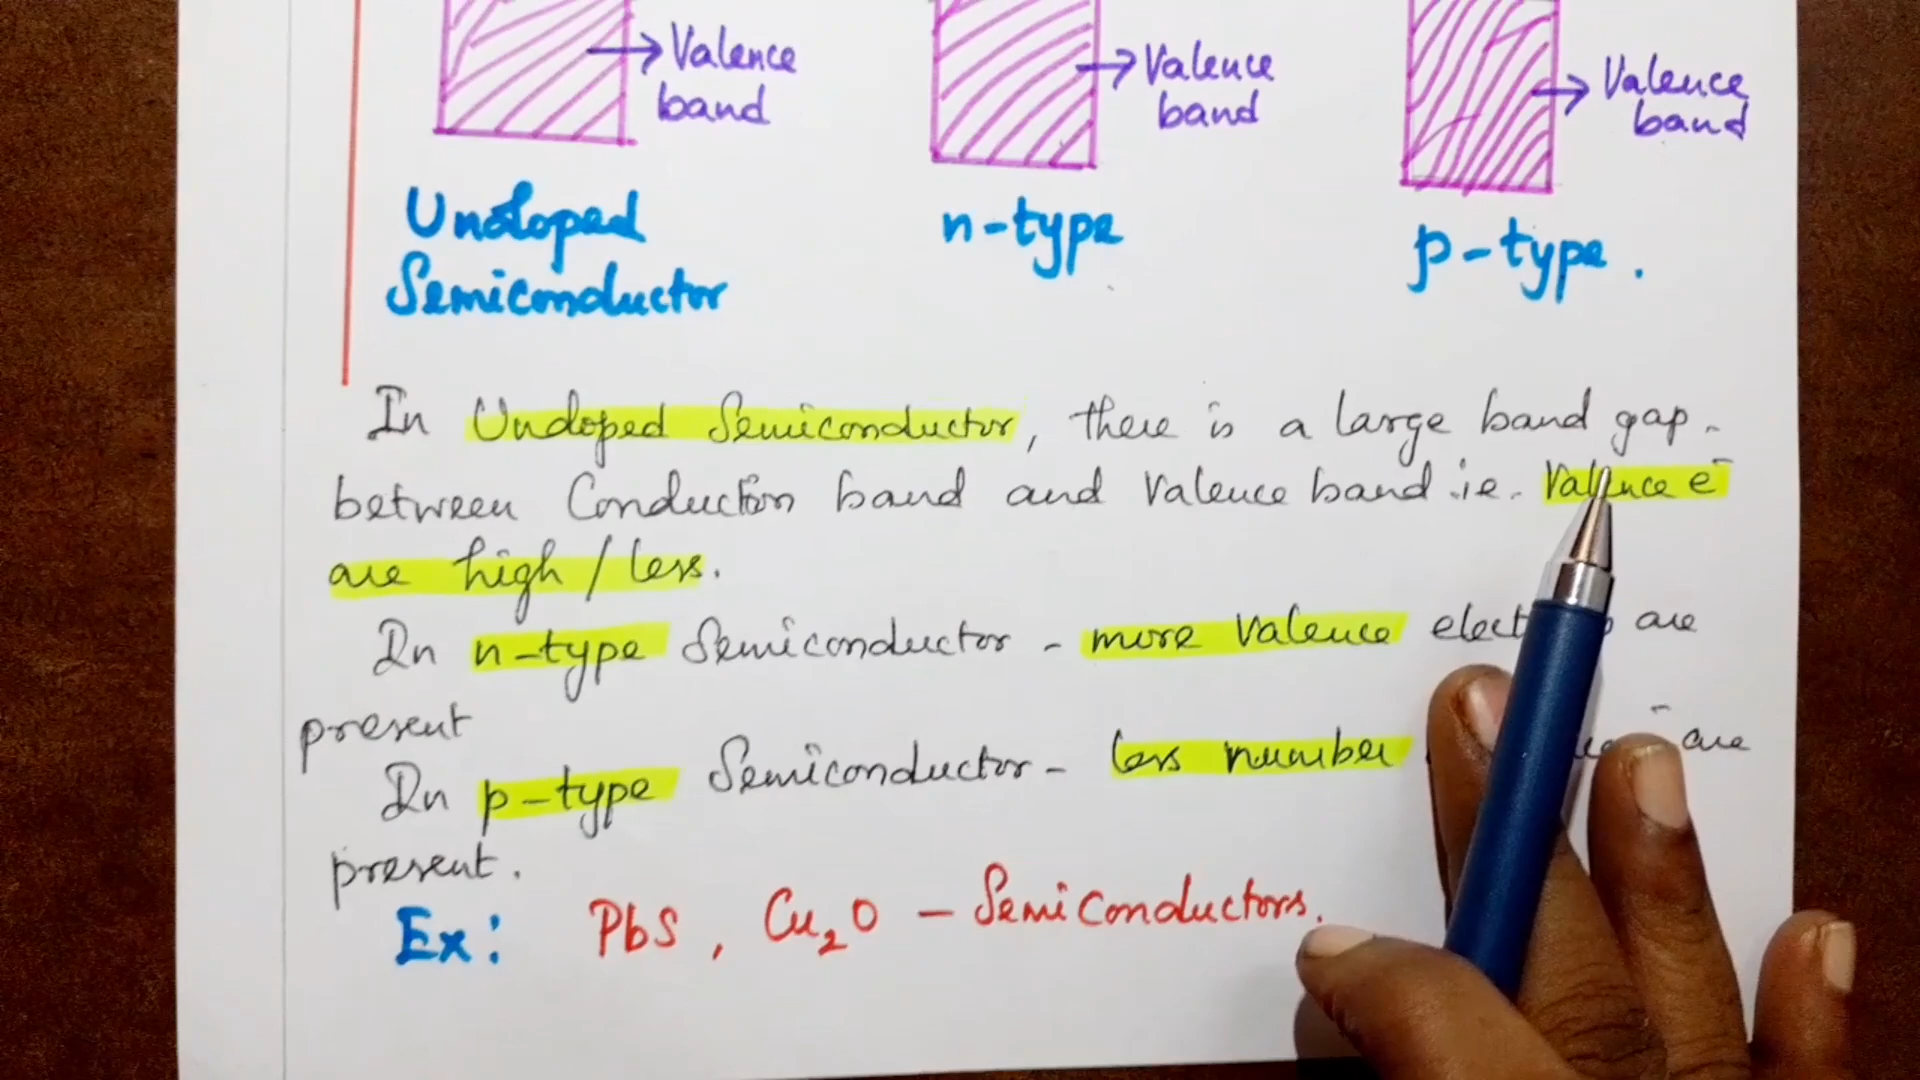 Valence
band
Valence
band
Valence
band
Undoped
Semiconductor
n-type
p-type.
In Undoped Semiconductor, there is a large band gap.
between Conduction band and Valence band .ie. Valence e⁻
are high/less.
In n-type Semiconductor - more Valence are
present
In p-type Semiconductor - less number are
present.
Ex: PbS, Cu₂O – Semiconductors.